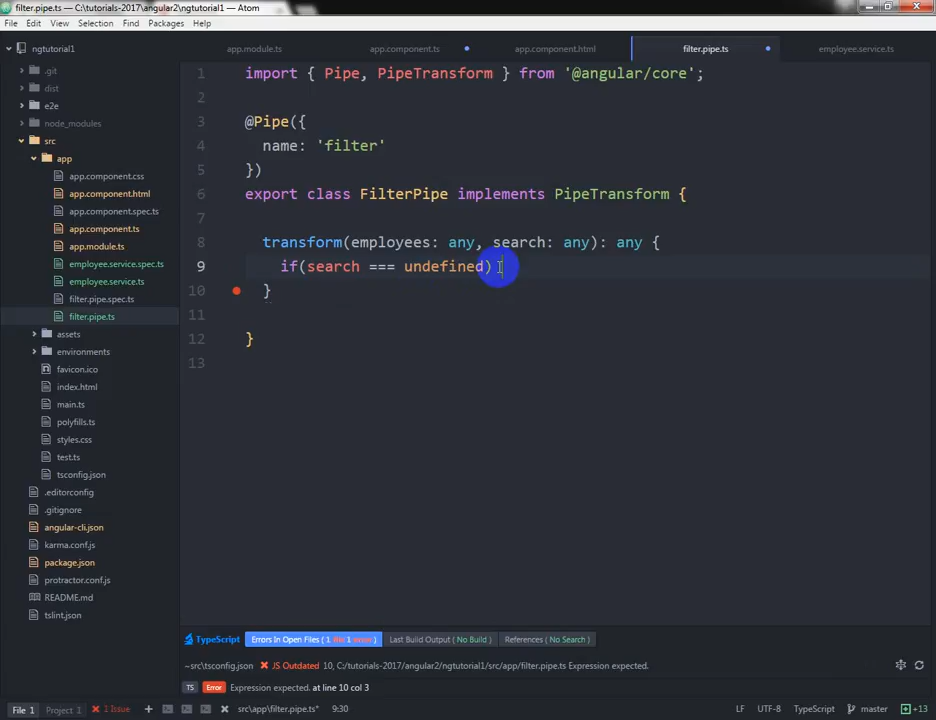 filter.pipe.ts — C:\tutorials-2017\angular2\ngtutorial1 — Atom
File Edit View Selection Find Packages Help
ngtutorial1
app.module.ts
app.component.ts
app.component.html
filter.pipe.ts
employee.service.ts
.git
dist
e2e
node_modules
src
app
app.component.css
app.component.html
app.component.spec.ts
app.component.ts
app.module.ts
employee.service.spec.ts
employee.service.ts
filter.pipe.spec.ts
filter.pipe.ts
assets
environments
favicon.ico
index.html
main.ts
polyfills.ts
styles.css
test.ts
tsconfig.json
.editorconfig
.gitignore
angular-cli.json
karma.conf.js
package.json
protractor.conf.js
README.md
tslint.json
1 import { Pipe, PipeTransform } from '@angular/core';
2
3 @Pipe({
4 name: 'filter'
5 })
6 export class FilterPipe implements PipeTransform {
7
8 transform(employees: any, search: any): any {
9 if(search === undefined)
10 }
11
12 }
13
TypeScript Errors In Open Files ( 1 file 1 error ) Last Build Output ( No Build ) References ( No Search )
~src\tsconfig.json JS Outdated 10, C:/tutorials-2017/angular2/ngtutorial1/src/app/filter.pipe.ts Expression expected.
TS Error Expression expected. at line 10 col 3
File 1 Project 1 1 Issue src\app\filter.pipe.ts* 9:30 LF UTF-8 TypeScript master +13